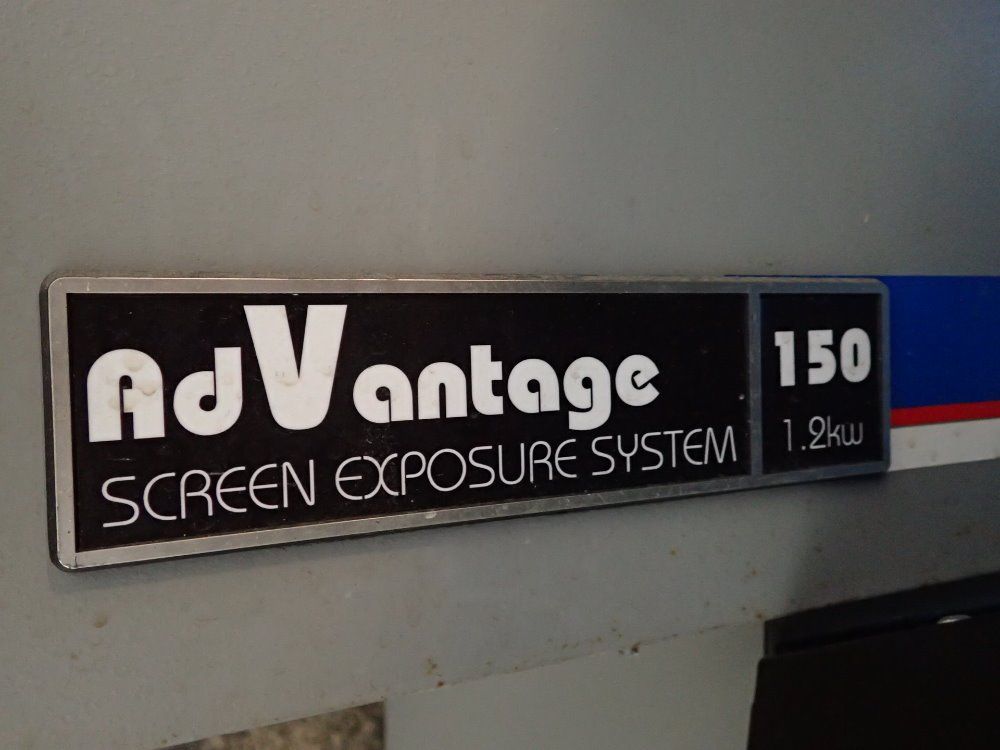 AdVantage
SCREEN EXPOSURE SYSTEM
150
1.2kw